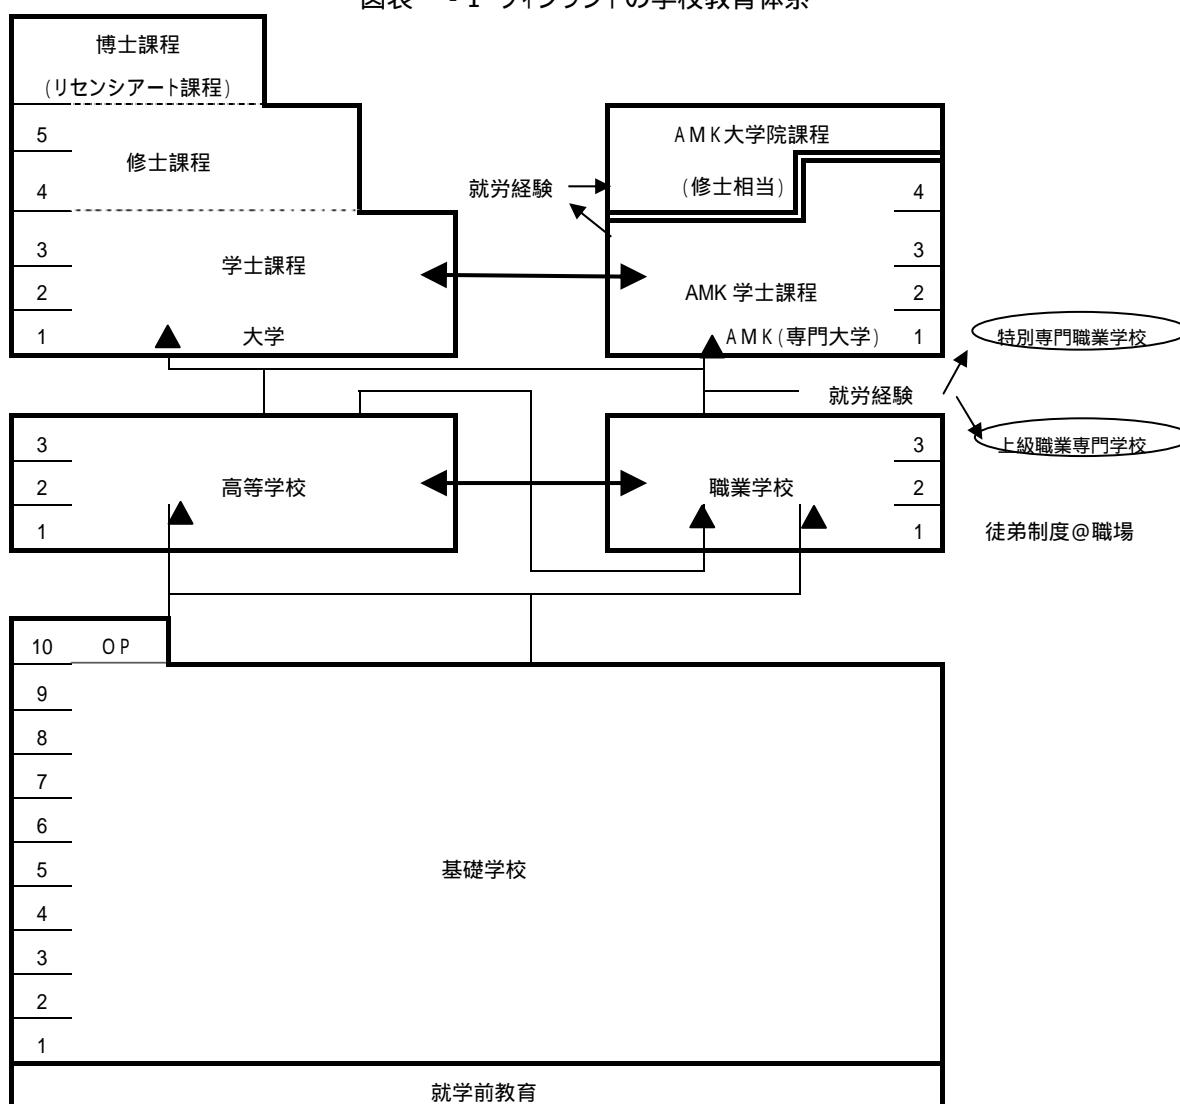 博士課程
(リセンシアート課程)
5
修士課程
4
3
学士課程
2
1 大学
AMK大学院課程
就労経験
(修士相当)
4
3
AMK 学士課程
2
AMK(専門大学)
1
特別専門職業学校
就労経験
上級職業専門学校
3
2 高等学校
1
3
職業学校 2
1
徒弟制度@職場
10 OP
9
8
7
6
5 基礎学校
4
3
2
1
就学前教育